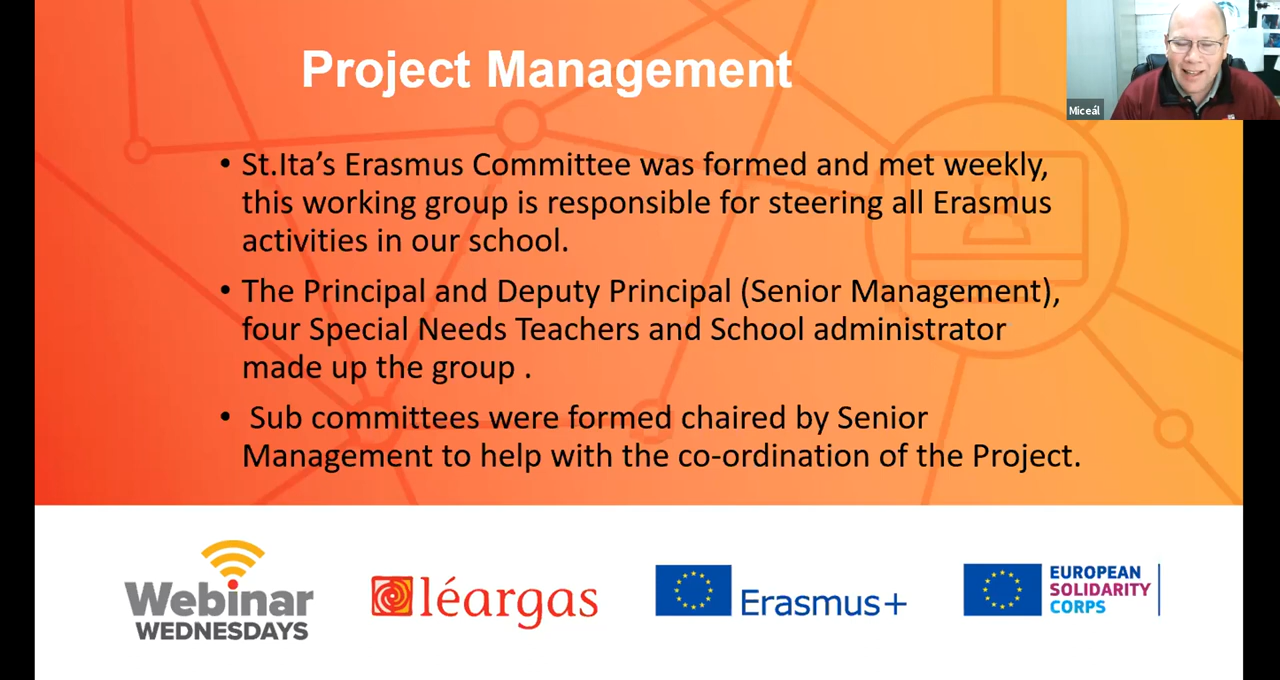 Project Management
Miceál
• St.Ita’s Erasmus Committee was formed and met weekly,
this working group is responsible for steering all Erasmus
activities in our school.
• The Principal and Deputy Principal (Senior Management),
four Special Needs Teachers and School administrator
made up the group .
• Sub committees were formed chaired by Senior
Management to help with the co-ordination of the Project.
Webinar
WEDNESDAYS
léargas
Erasmus+
EUROPEAN
SOLIDARITY
CORPS